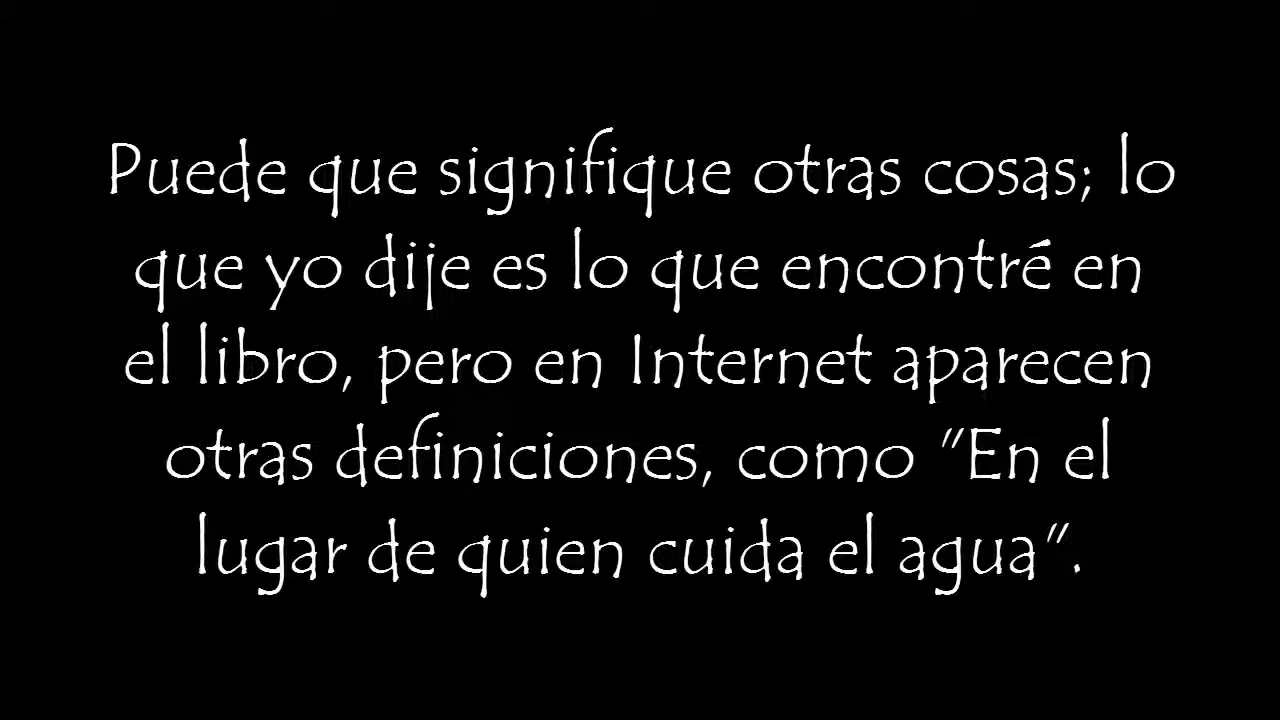 Puede que signifique otras cosas; lo
que yo dije es lo que encontré en
el libro, pero en Internet aparecen
otras definiciones, como "En el
lugar de quien cuida el agua".